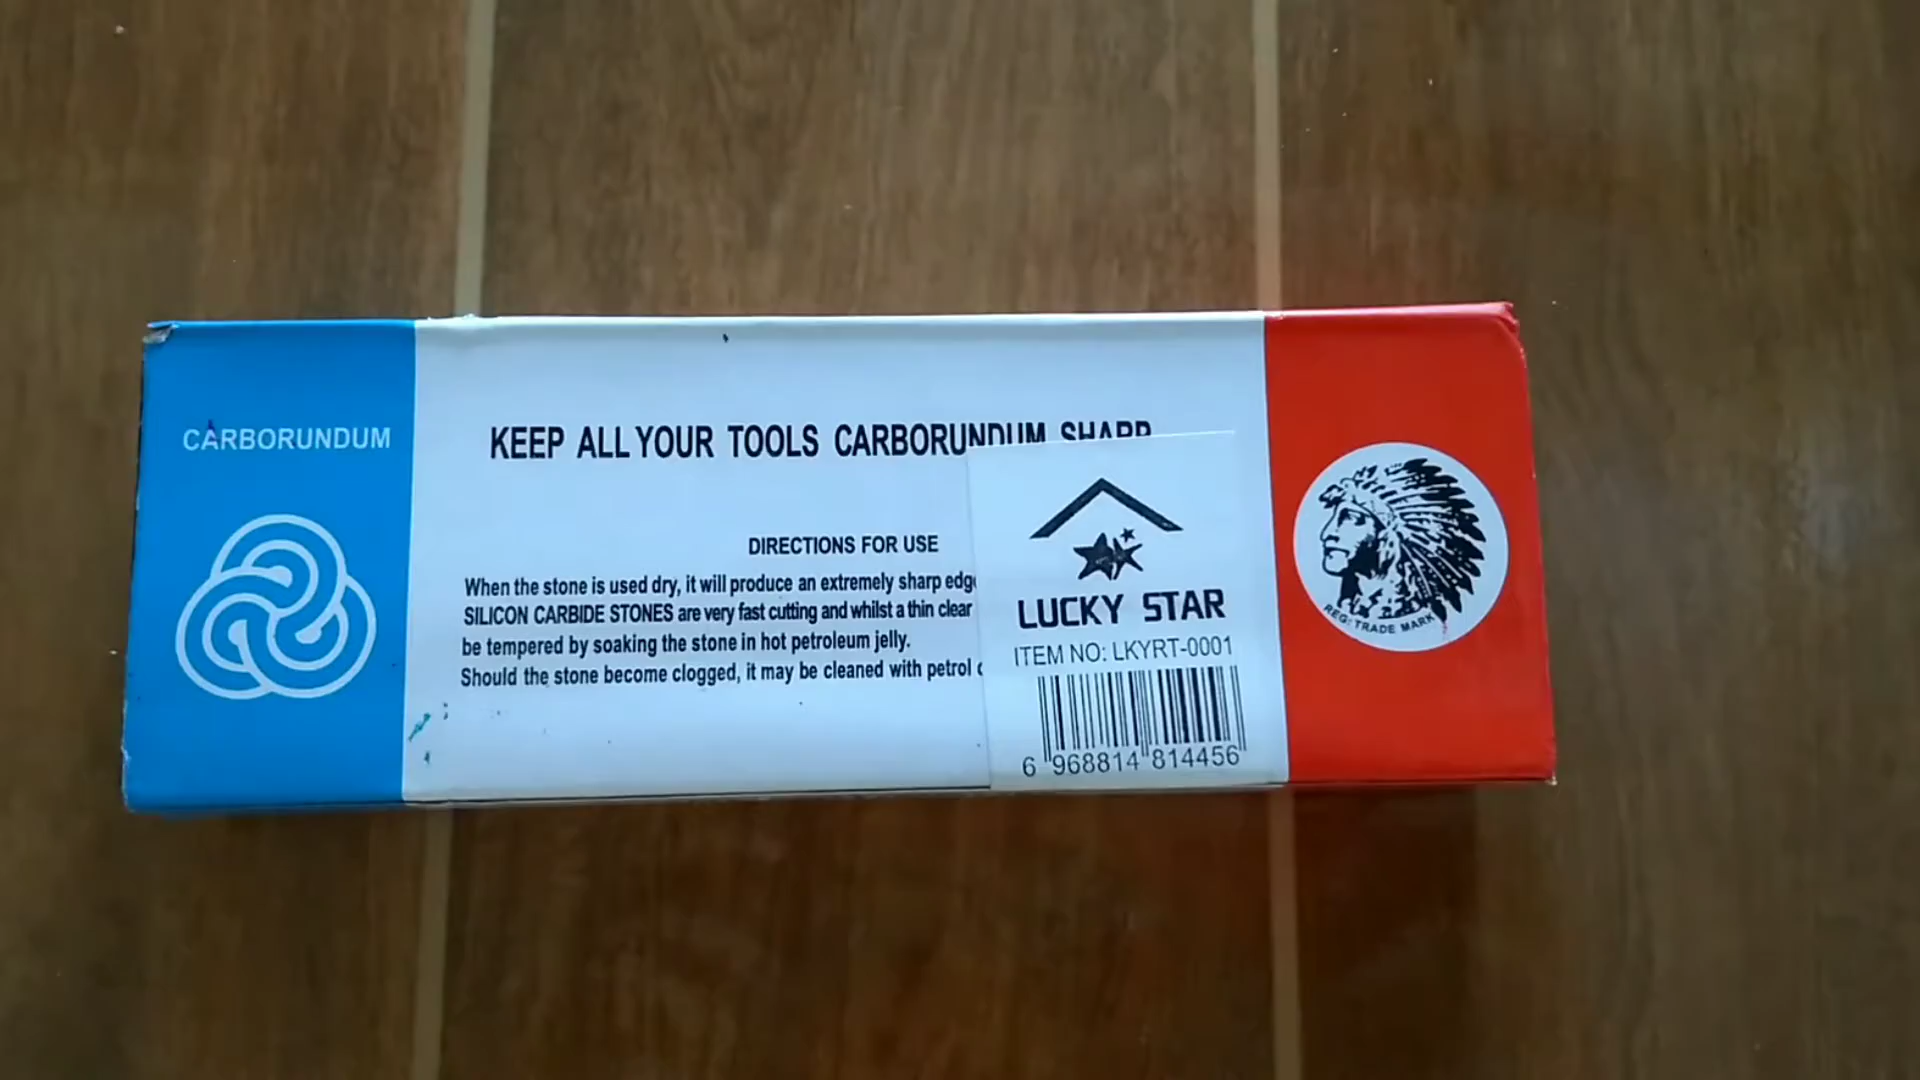 CARBORUNDUM
KEEP ALL YOUR TOOLS CARBORUNDUM SHARP
DIRECTIONS FOR USE
When the stone is used dry, it will produce an extremely sharp
SILICON CARBIDE STONES are very fast cutting and whilst a thin clear
be tempered by soaking the stone in hot petroleum jelly.
Should the stone become clogged, it may be cleaned with petrol
LUCKY STAR
ITEM NO: LKYRT-0001
6 968814 814456
REG: TRADE MARK